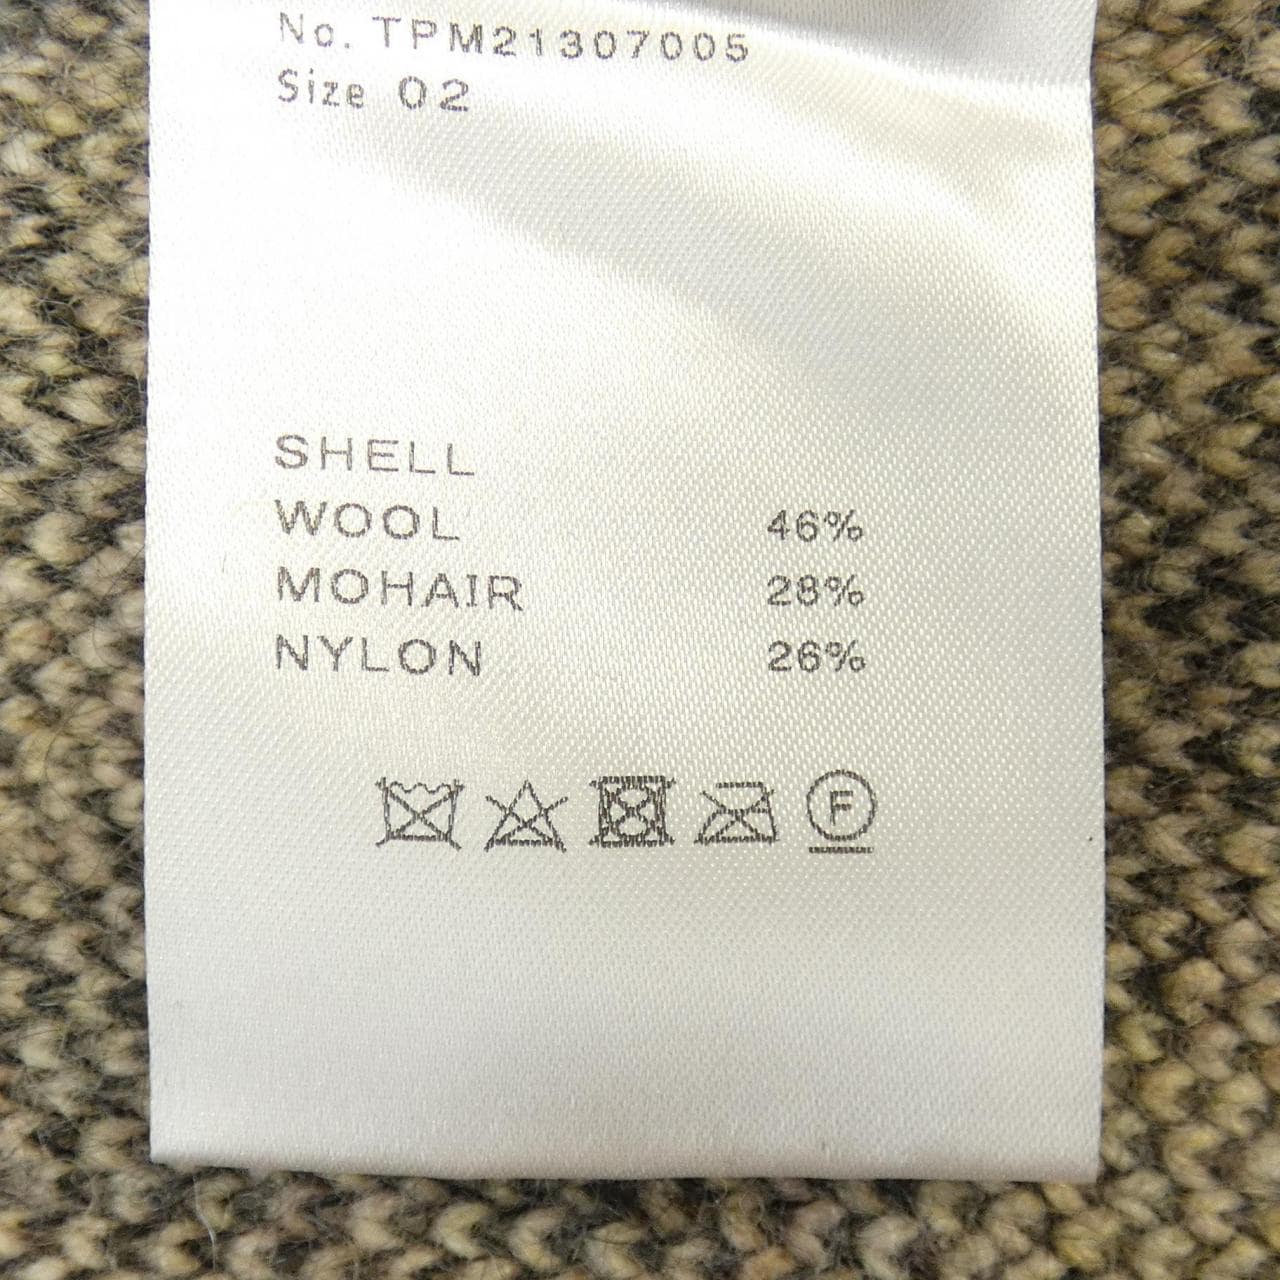 No. TPM21307005
Size 02
SHELL
WOOL 46%
MOHAIR 28%
NYLON 26%
F